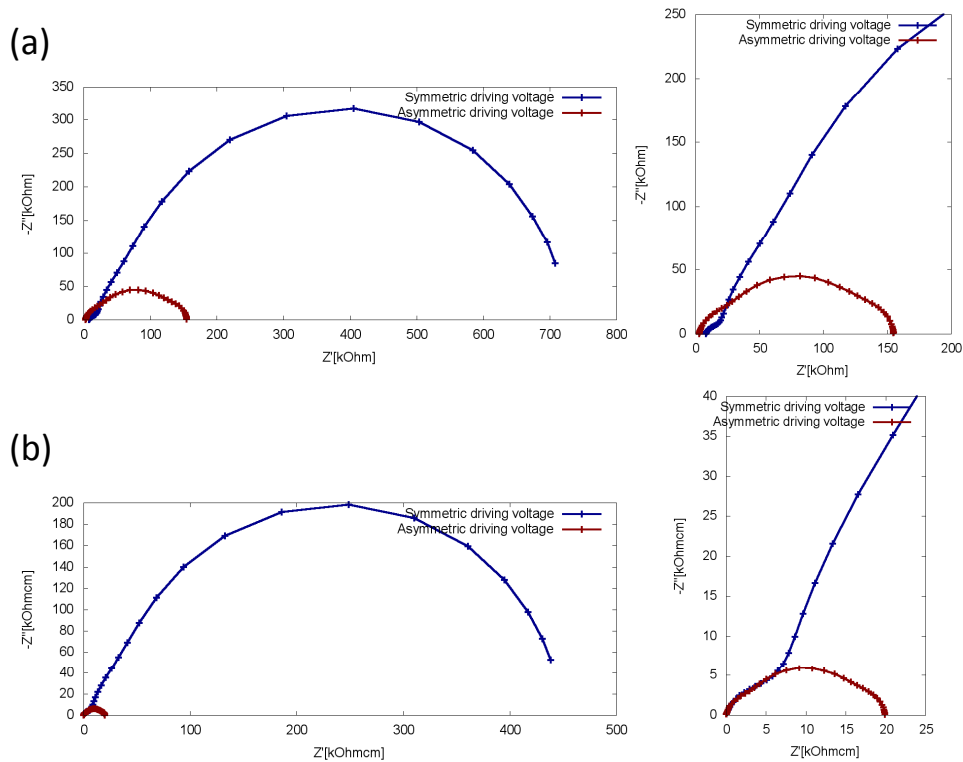 (a)
350
300
250
200
150
100
50
0
-Z''[kOhm]
Symmetric driving voltage
Asymmetric driving voltage
0 100 200 300 400 500 600 700 800
Z'[kOhm]
250
200
150
100
50
0
-Z''[kOhm]
Symmetric driving voltage
Asymmetric driving voltage
0 50 100 150 200
Z'[kOhm]
(b)
200
180
160
140
120
100
80
60
40
20
0
-Z''[kOhmcm]
Symmetric driving voltage
Asymmetric driving voltage
0 100 200 300 400 500
Z'[kOhmcm]
40
35
30
25
20
15
10
5
0
-Z''[kOhmcm]
Symmetric driving voltage
Asymmetric driving voltage
0 5 10 15 20 25
Z'[kOhmcm]